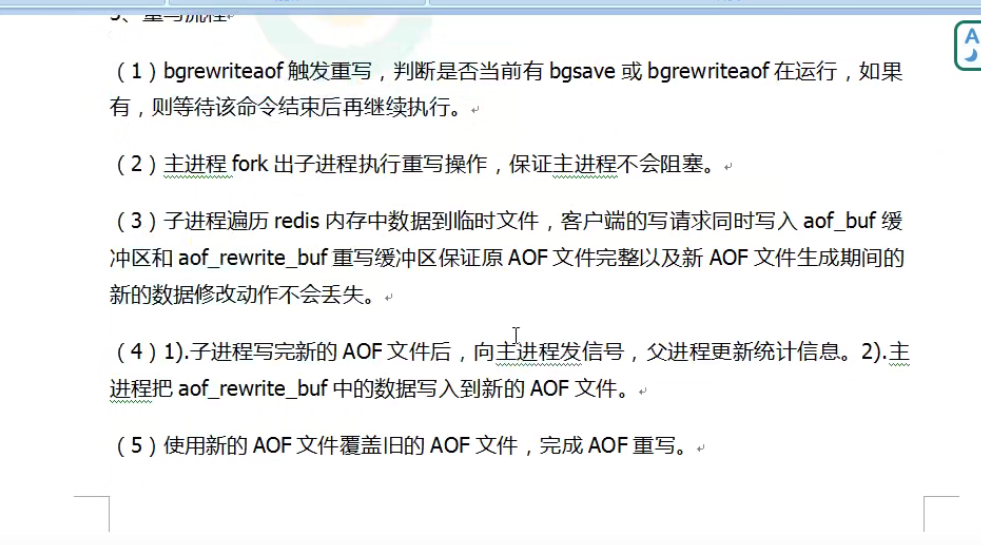 3、重写流程
（1）bgrewriteaof 触发重写，判断是否当前有 bgsave 或 bgrewriteaof 在运行，如果
有，则等待该命令结束后再继续执行。
（2）主进程 fork 出子进程执行重写操作，保证主进程不会阻塞。
（3）子进程遍历 redis 内存中数据到临时文件，客户端的写请求同时写入 aof_buf 缓
冲区和 aof_rewrite_buf 重写缓冲区保证原 AOF 文件完整以及新 AOF 文件生成期间的
新的数据修改动作不会丢失。
（4）1).子进程写完新的 AOF 文件后，向主进程发信号，父进程更新统计信息。2).主
进程把 aof_rewrite_buf 中的数据写入到新的 AOF 文件。
（5）使用新的 AOF 文件覆盖旧的 AOF 文件，完成 AOF 重写。
A